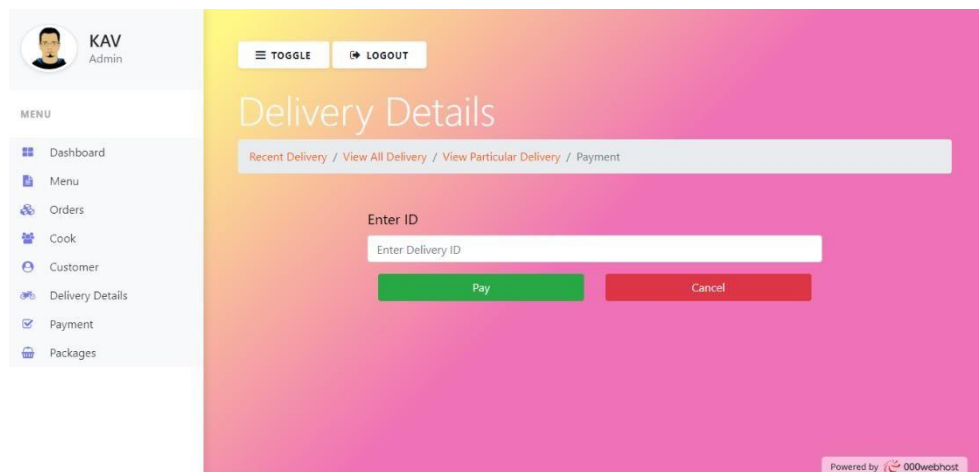 KAV
Admin
MENU
Dashboard
Menu
Orders
Cook
Customer
Delivery Details
Payment
Packages
TOGGLE
LOGOUT
Delivery Details
Recent Delivery / View All Delivery / View Particular Delivery / Payment
Enter ID
Enter Delivery ID
Pay
Cancel
Powered by 000webhost